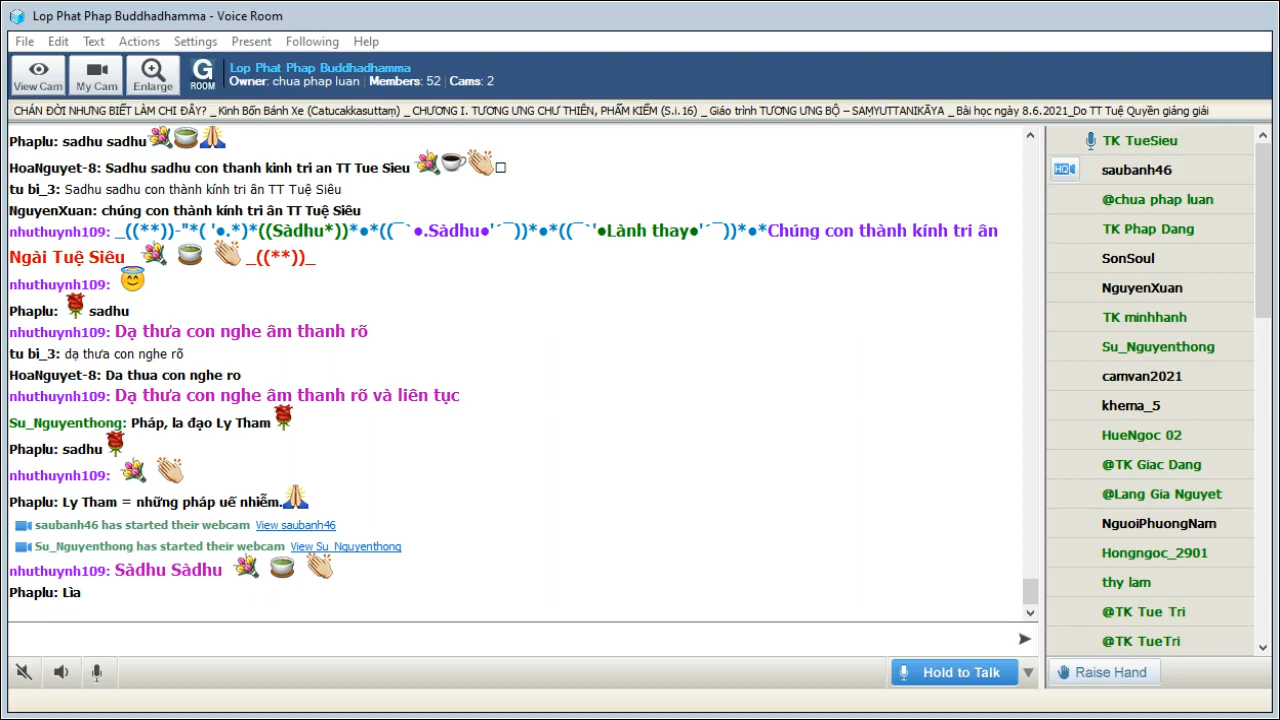 Lop Phat Phap Buddhadhamma - Voice Room
File Edit Text Actions Settings Present Following Help
View Cam My Cam Enlarge G ROOM
Lop Phat Phap Buddhadhamma
Owner: chua phap luan | Members: 52 | Cams: 2
CHÁN ĐỜI NHƯNG BIẾT LÀM CHI ĐÂY? _ Kinh Bốn Bánh Xe (Catucakkasuttaṃ) _ CHƯƠNG I. TƯƠNG ƯNG CHƯ THIÊN, PHẨM KIẾM (S.i.16) _ Giáo trình TƯƠNG ƯNG BỘ – SAṂYUTTANIKĀYA _ Bài học ngày 8.6.2021_Do TT Tuệ Quyền giảng giải
Phaplu: sadhu sadhu
HoaNguyet-8: Sadhu sadhu con thanh kinh tri an TT Tue Sieu
tu bi_3: Sadhu sadhu con thành kính tri ân TT Tuệ Siêu
NguyenXuan: chúng con thành kính tri ân TT Tuệ Siêu
nhuthuynh109: _((**))-"*( '●.*)*((Sàdhu*))*●*((¯`●.Sàdhu●'´¯))*●*((¯`'●Lành thay●'´¯))*●*Chúng con thành kính tri ân
Ngài Tuệ Siêu _((**))_
nhuthuynh109:
Phaplu: sadhu
nhuthuynh109: Dạ thưa con nghe âm thanh rõ
tu bi_3: dạ thưa con nghe rõ
HoaNguyet-8: Da thua con nghe ro
nhuthuynh109: Dạ thưa con nghe âm thanh rõ và liên tục
Su_Nguyenthong: Pháp, la đạo Ly Tham
Phaplu: sadhu
nhuthuynh109:
Phaplu: Ly Tham = những pháp uế nhiễm.
saubanh46 has started their webcam View saubanh46
Su_Nguyenthong has started their webcam View Su_Nguyenthong
nhuthuynh109: Sàdhu Sàdhu
Phaplu: Lìa
Hold to Talk
HQ
TK TueSieu
saubanh46
@chua phap luan
TK Phap Dang
SonSoul
NguyenXuan
TK minhhanh
Su_Nguyenthong
camvan2021
khema_5
HueNgoc 02
@TK Giac Dang
@Lang Gia Nguyet
NguoiPhuongNam
Hongngoc_2901
thy lam
@TK Tue Tri
@TK TueTri
Raise Hand